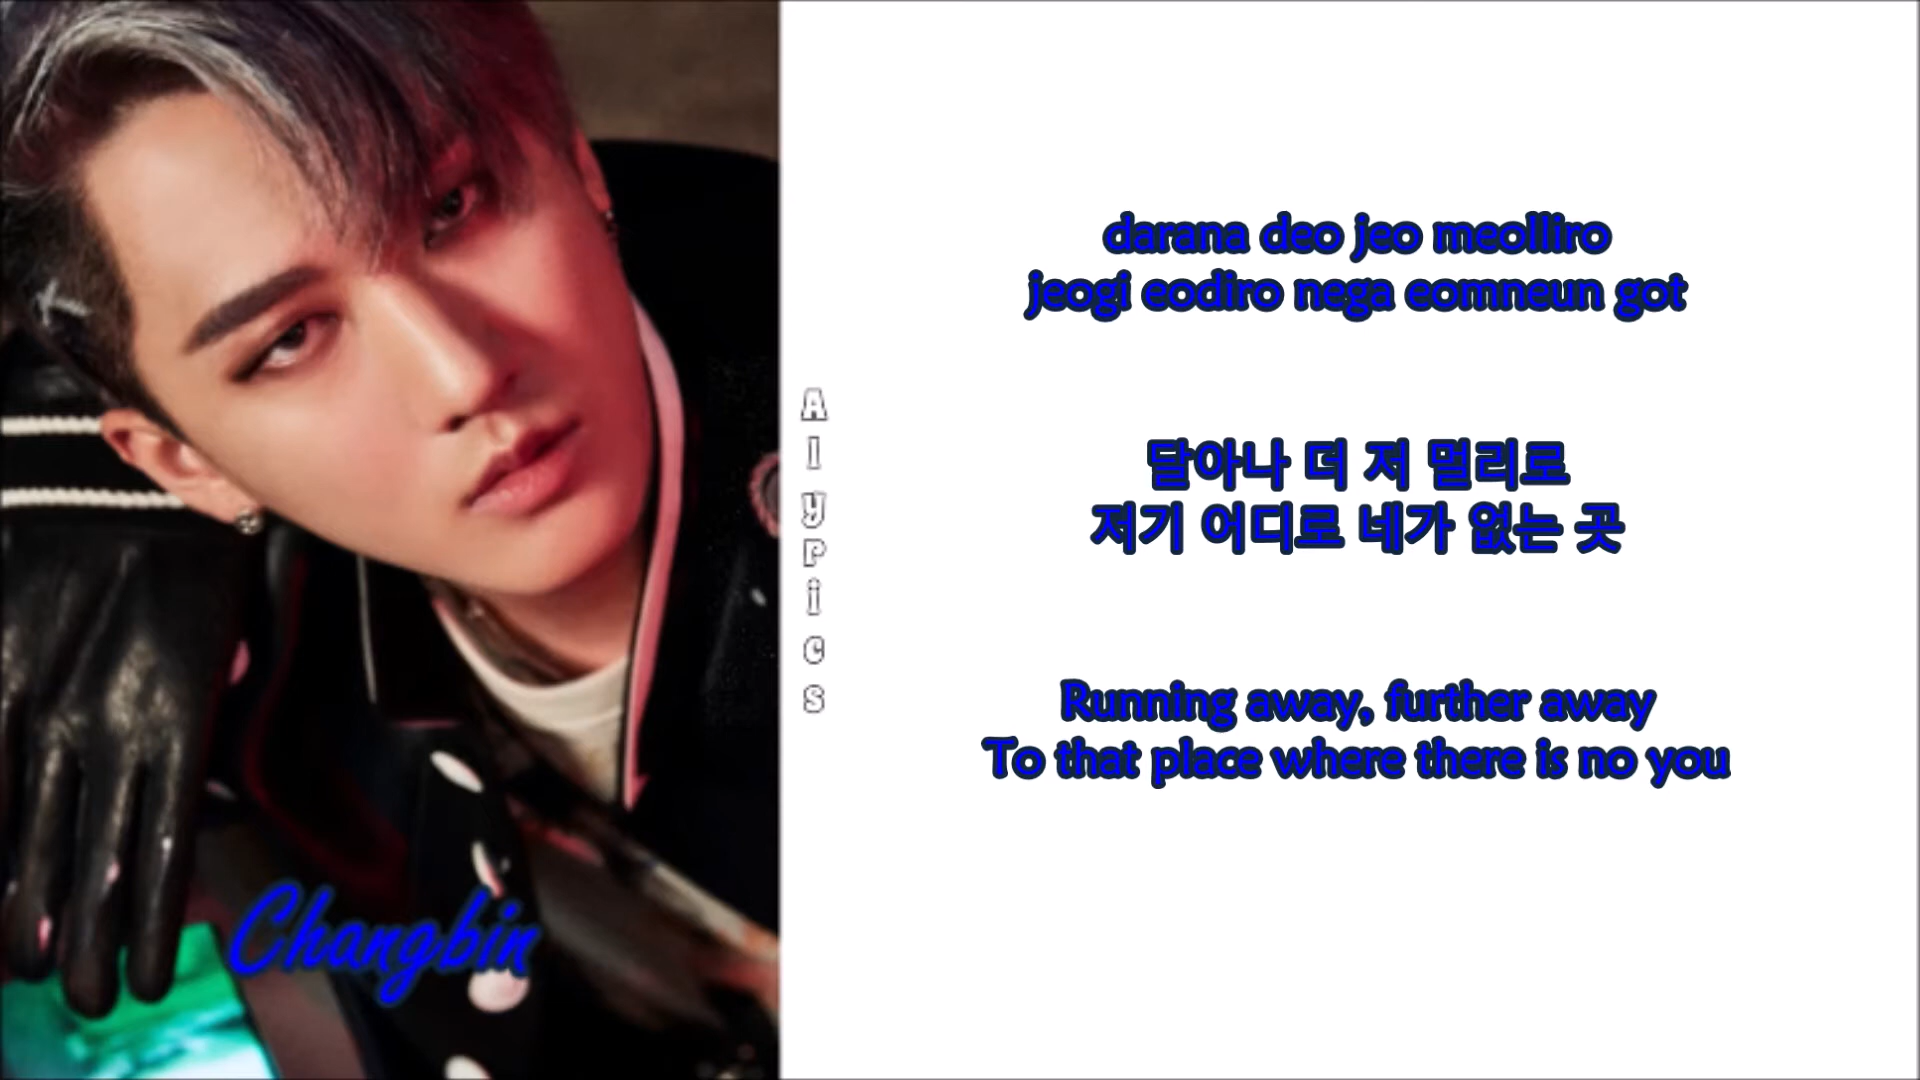 Changbin
AlyPics
darana deo jeo meolliro
jeogi eodiro nega eomneun got
달아나 더 저 멀리로
저기 어디로 네가 없는 곳
Running away, further away
To that place where there is no you